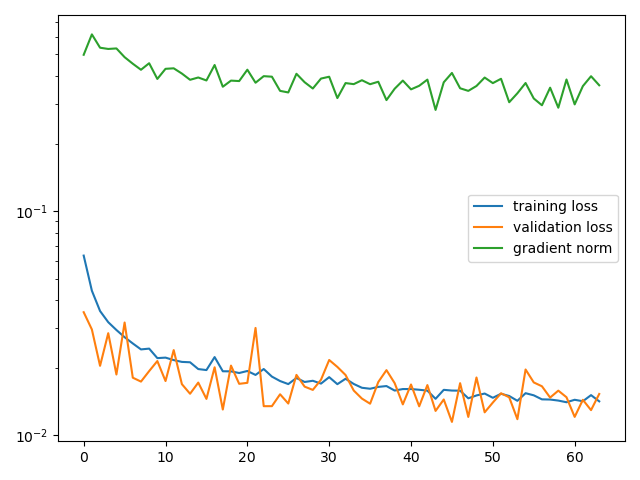 10⁻¹
10⁻²
training loss
validation loss
gradient norm
0 10 20 30 40 50 60